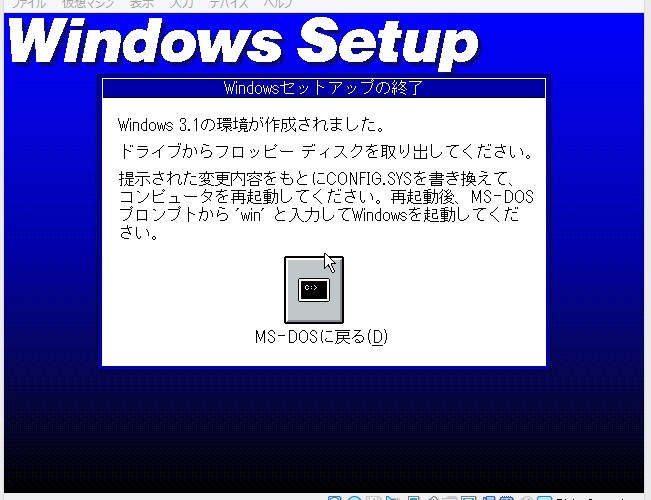 ファイル 仮想マシン 表示 入力 デバイス ヘルプ
Windows Setup
Windowsセットアップの終了
Windows 3.1の環境が作成されました。
ドライブからフロッピー ディスクを取り出してください。
提示された変更内容をもとにCONFIG.SYSを書き換えて、
コンピュータを再起動してください。再起動後、MS-DOS
プロンプトから ′win′ と入力してWindowsを起動してくだ
さい。
C:>
MS-DOSに戻る(D)